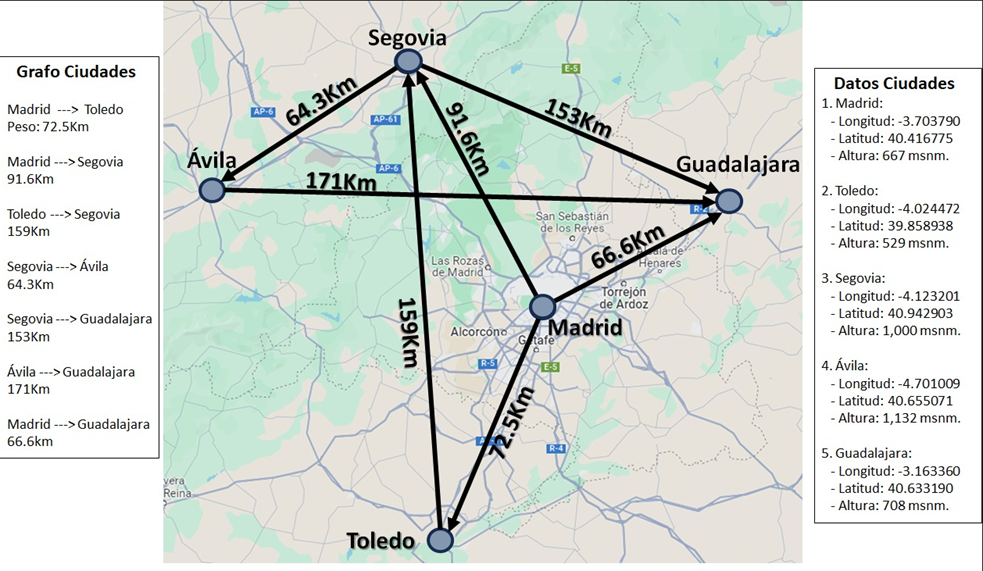 Grafo Ciudades
Madrid ---> Toledo
Peso: 72.5Km
Madrid ---> Segovia
91.6Km
Toledo ---> Segovia
159Km
Segovia ---> Ávila
64.3Km
Segovia ---> Guadalajara
153Km
Ávila ---> Guadalajara
171Km
Madrid ---> Guadalajara
66.6km
Segovia
E-5
64.3Km
AP-6
AP-61
91.6Km
153Km
Ávila
AP-6
Guadalajara
171Km
R-2
San Sebastián
de los Reyes
66.6Km
Alcalá de
Henares
Las Rozas
de Madrid
Torrejón
de Ardoz
159Km
Madrid
Alcorcón
Getafe
R-5
E-5
72.5Km
R-4
vera
Reina
Toledo
Datos Ciudades
1. Madrid:
- Longitud: -3.703790
- Latitud: 40.416775
- Altura: 667 msnm.
2. Toledo:
- Longitud: -4.024472
- Latitud: 39.858938
- Altura: 529 msnm.
3. Segovia:
- Longitud: -4.123201
- Latitud: 40.942903
- Altura: 1,000 msnm.
4. Ávila:
- Longitud: -4.701009
- Latitud: 40.655071
- Altura: 1,132 msnm.
5. Guadalajara:
- Longitud: -3.163360
- Latitud: 40.633190
- Altura: 708 msnm.